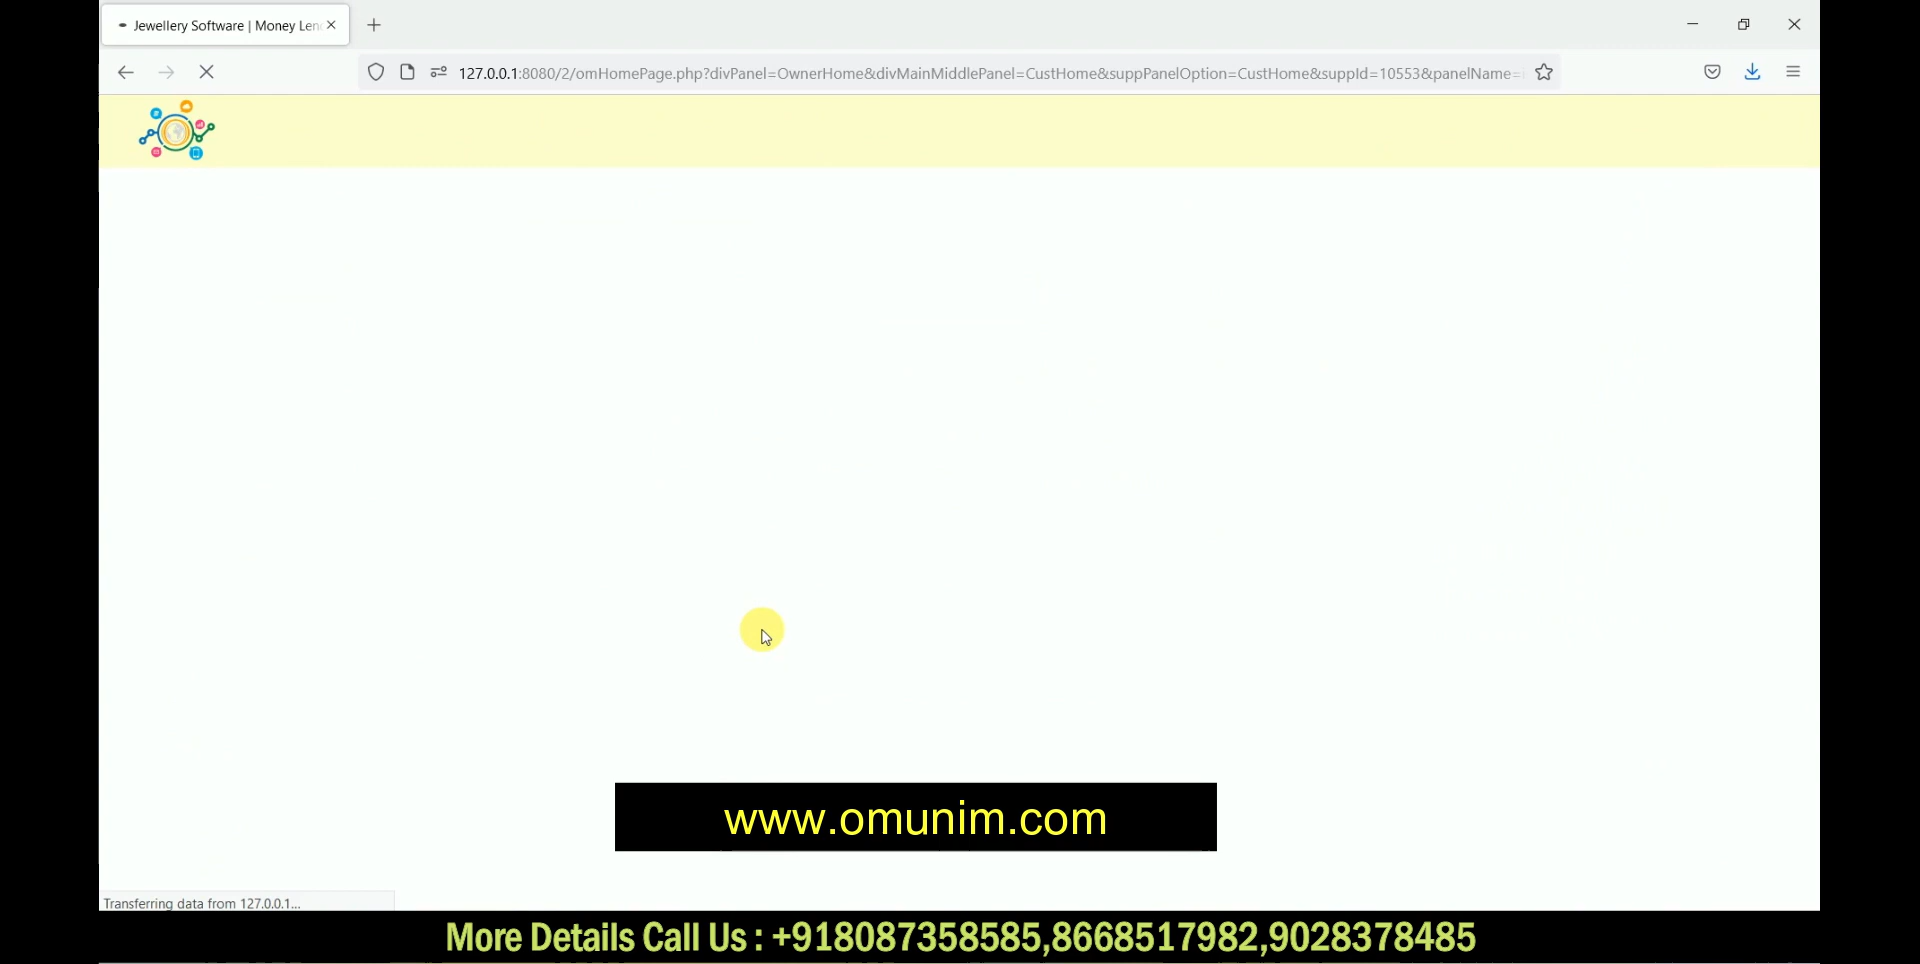 Jewellery Software | Money Len
127.0.0.1:8080/2/omHomePage.php?divPanel=OwnerHome&divMainMiddlePanel=CustHome&suppPanelOption=CustHome&suppId=10553&panelName=
www.omunim.com
Transferring data from 127.0.0.1...
More Details Call Us : +918087358585,8668517982,9028378485